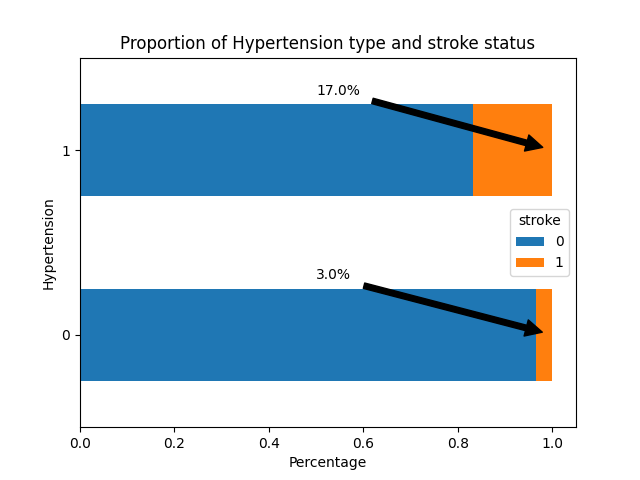 Proportion of Hypertension type and stroke status
17.0%
1
stroke
0
1
Hypertension
3.0%
0
0.0 0.2 0.4 0.6 0.8 1.0
Percentage